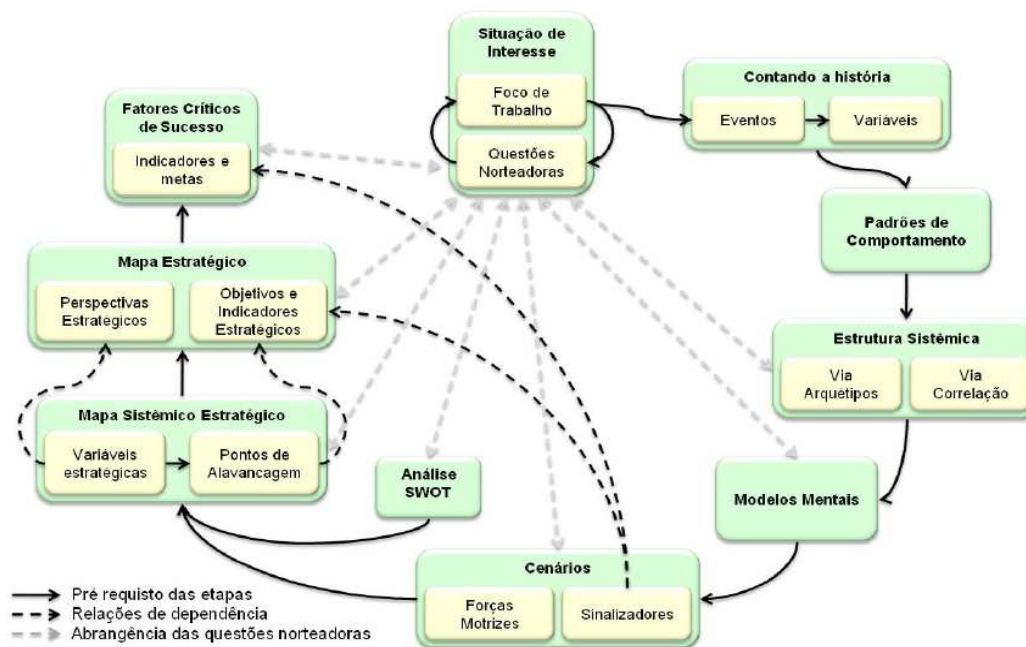 Situação de
Interesse
Foco de
Trabalho
Questões
Norteadoras
Contando a história
Eventos
Variáveis
Fatores Críticos
de Sucesso
Indicadores e
metas
Padrões de
Comportamento
Mapa Estratégico
Perspectivas
Estratégicos
Objetivos e
Indicadores
Estratégicos
Estrutura Sistêmica
Via
Arquétipos
Via
Correlação
Mapa Sistêmico Estratégico
Variáveis
estratégicas
Pontos de
Alavancagem
Análise
SWOT
Modelos Mentais
Cenários
Forças
Motrizes
Sinalizadores
Pré requisto das etapas
Relações de dependência
Abrangência das questões norteadoras